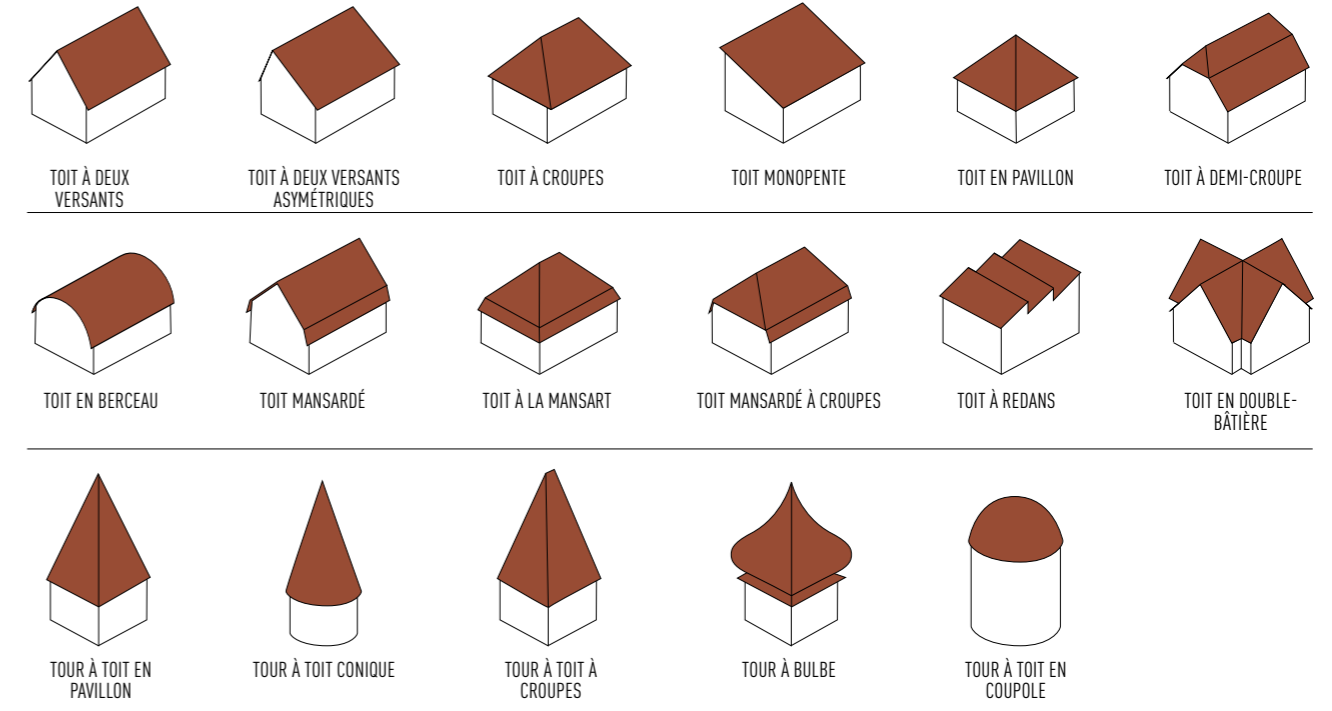 TOIT À DEUX
VERSANTS
TOIT À DEUX VERSANTS
ASYMÉTRIQUES
TOIT À CROUPES
TOIT MONOPENTE
TOIT EN PAVILLON
TOIT À DEMI-CROUPE
TOIT EN BERCEAU
TOIT MANSARDÉ
TOIT À LA MANSART
TOIT MANSARDÉ À CROUPES
TOIT À REDANS
TOIT EN DOUBLE-
BÂTIÈRE
TOUR À TOIT EN
PAVILLON
TOUR À TOIT CONIQUE
TOUR À TOIT À
CROUPES
TOUR À BULBE
TOUR À TOIT EN
COUPOLE